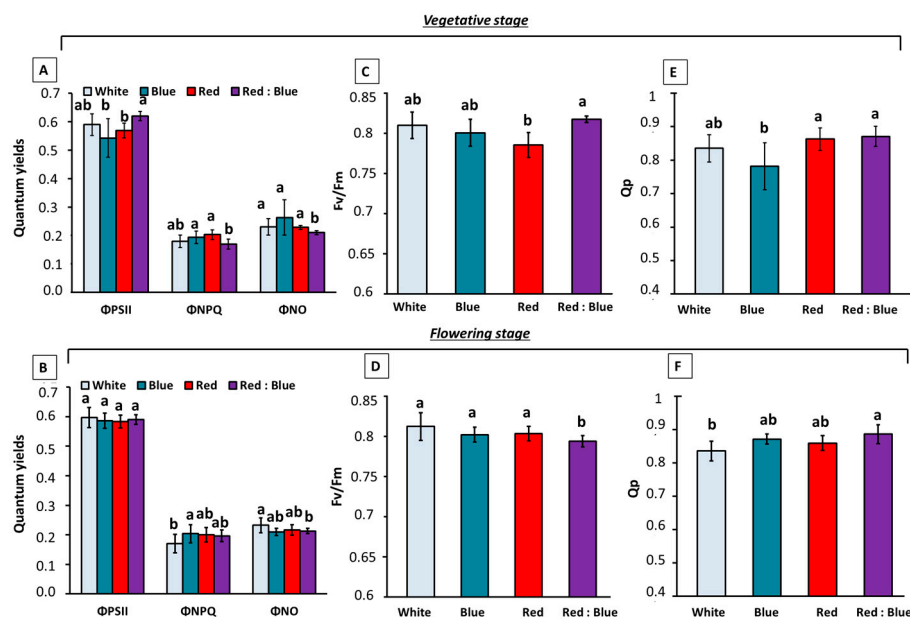 Vegetative stage
A
White Blue Red Red : Blue
Quantum yields
0.7
0.6
0.5
0.4
0.3
0.2
0.1
0.0
ab b b a
ab a a b
a a a b
ΦPSII ΦNPQ ΦNO
C
Fv/Fm
0.85
0.8
0.75
0.7
0.65
0.6
ab ab b a
White Blue Red Red : Blue
E
Qp
1
0.9
0.8
0.7
0.6
0.5
0.4
ab b a a
White Blue Red Red : Blue
Flowering stage
B
White Blue Red Red : Blue
Quantum yields
0.6
0.5
0.4
0.3
0.2
0.1
0.0
a a a a
b a ab ab
a ab ab b
ΦPSII ΦNPQ ΦNO
D
Fv/Fm
0.85
0.8
0.75
0.7
0.65
0.6
a a a b
White Blue Red Red : Blue
F
Qp
1
0.9
0.8
0.7
0.6
0.5
0.4
b ab ab a
White Blue Red Red : Blue